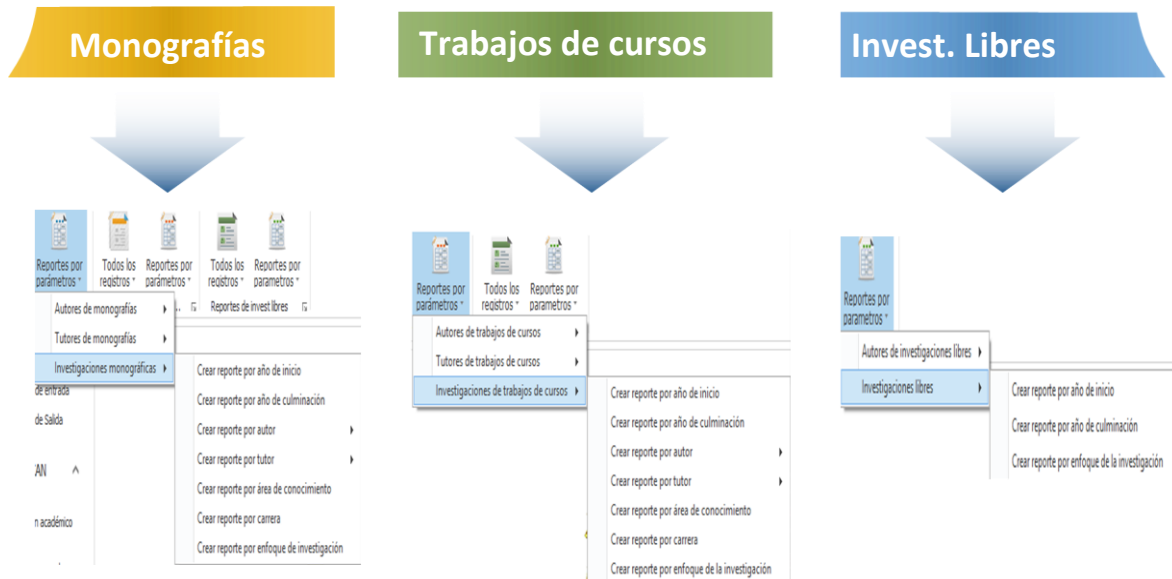 Monografías
Trabajos de cursos
Invest. Libres
Reportes por
parámetros
Todos los
registros
Reportes por
parámetros
Todos los
registros
Reportes por
parametros
Reportes de invest libres
Autores de monografías
Tutores de monografías
Investigaciones monográficas
de entrada
de Salida
n académico
Crear reporte por año de inicio
Crear reporte por año de culminación
Crear reporte por autor
Crear reporte por tutor
Crear reporte por área de conocimiento
Crear reporte por carrera
Crear reporte por enfoque de investigación
Reportes por
parámetros
Todos los
registros
Reportes por
parametros
Autores de trabajos de cursos
Tutores de trabajos de cursos
Investigaciones de trabajos de cursos
Crear reporte por año de inicio
Crear reporte por año de culminación
Crear reporte por autor
Crear reporte por tutor
Crear reporte por área de conocimiento
Crear reporte por carrera
Crear reporte por enfoque de la investigación
Reportes por
parametros
Autores de investigaciones libres
Investigaciones libres
Crear reporte por año de inicio
Crear reporte por año de culminación
Crear reporte por enfoque de la investigación